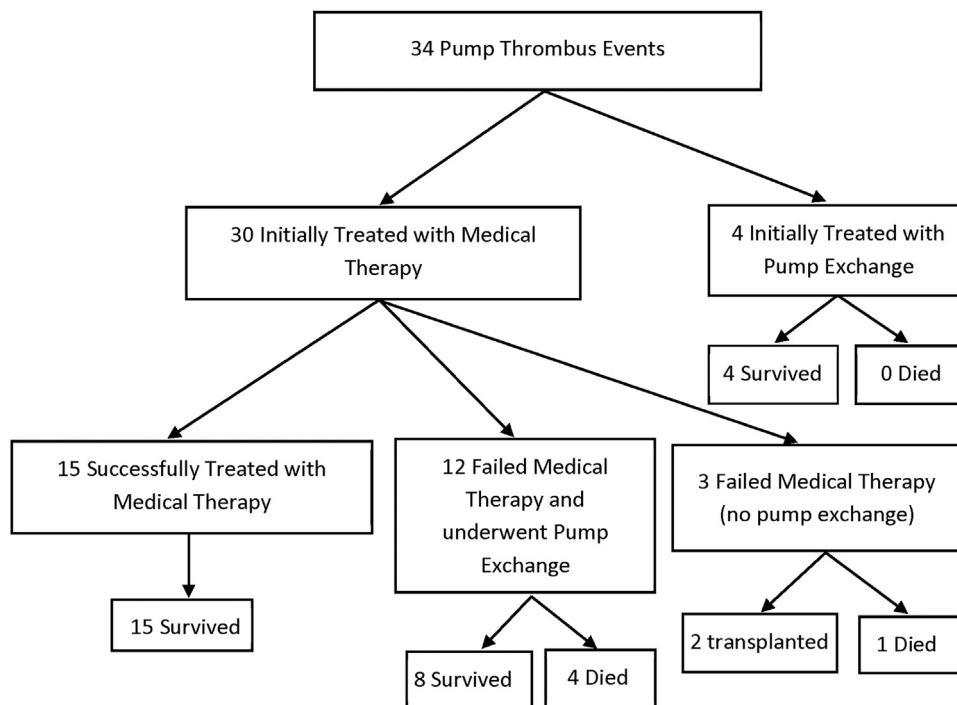 34 Pump Thrombus Events
30 Initially Treated with Medical
Therapy
4 Initially Treated with
Pump Exchange
4 Survived
0 Died
15 Successfully Treated with
Medical Therapy
12 Failed Medical
Therapy and
underwent Pump
Exchange
3 Failed Medical Therapy
(no pump exchange)
15 Survived
8 Survived
4 Died
2 transplanted
1 Died